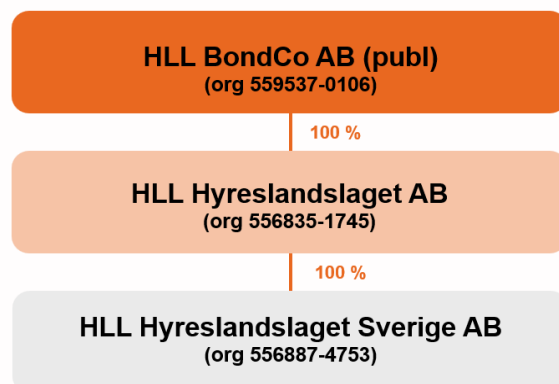 HLL BondCo AB (publ)
(org 559537-0106)
100 %
HLL Hyreslandslaget AB
(org 556835-1745)
100 %
HLL Hyreslandslaget Sverige AB
(org 556887-4753)